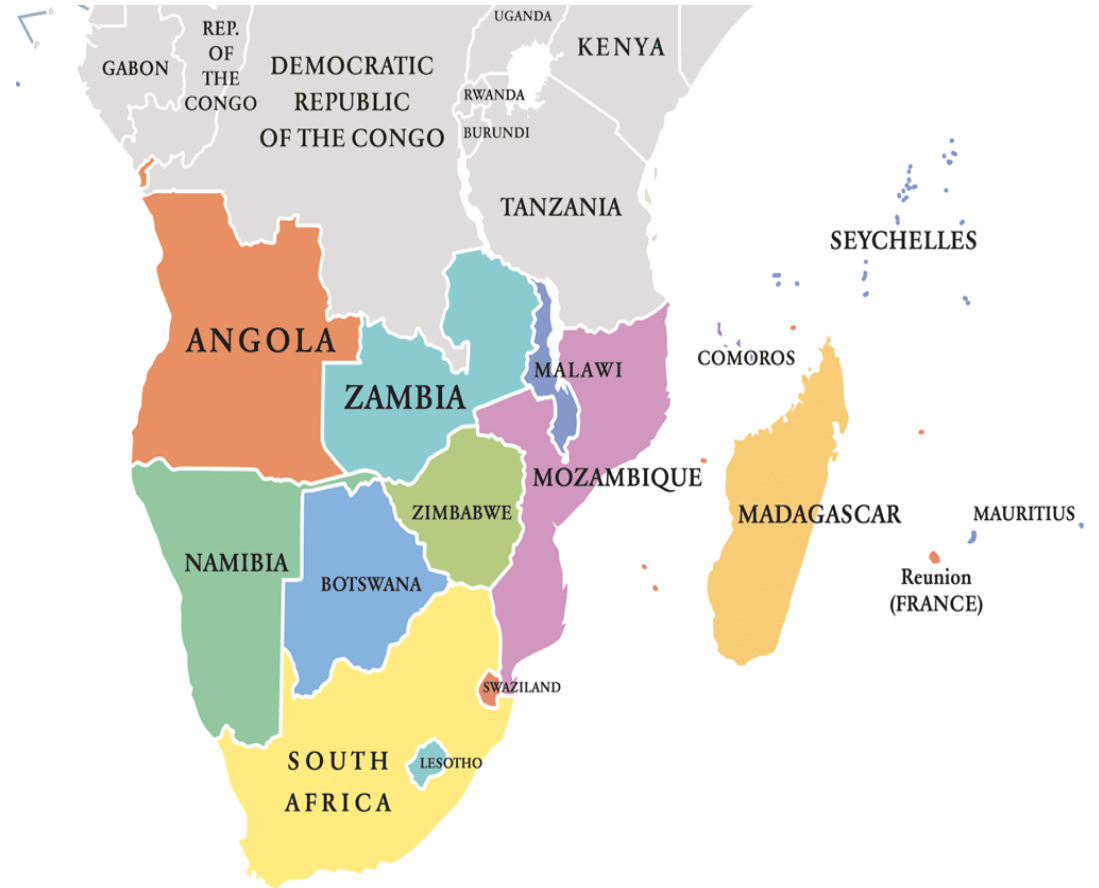 UGANDA
REP.
OF
THE
CONGO
KENYA
GABON
DEMOCRATIC
REPUBLIC
OF THE CONGO
RWANDA
BURUNDI
TANZANIA
SEYCHELLES
ANGOLA
COMOROS
MALAWI
ZAMBIA
MOZAMBIQUE
ZIMBABWE
MADAGASCAR
MAURITIUS
NAMIBIA
BOTSWANA
Reunion
(FRANCE)
SWAZILAND
SOUTH
AFRICA
LESOTHO